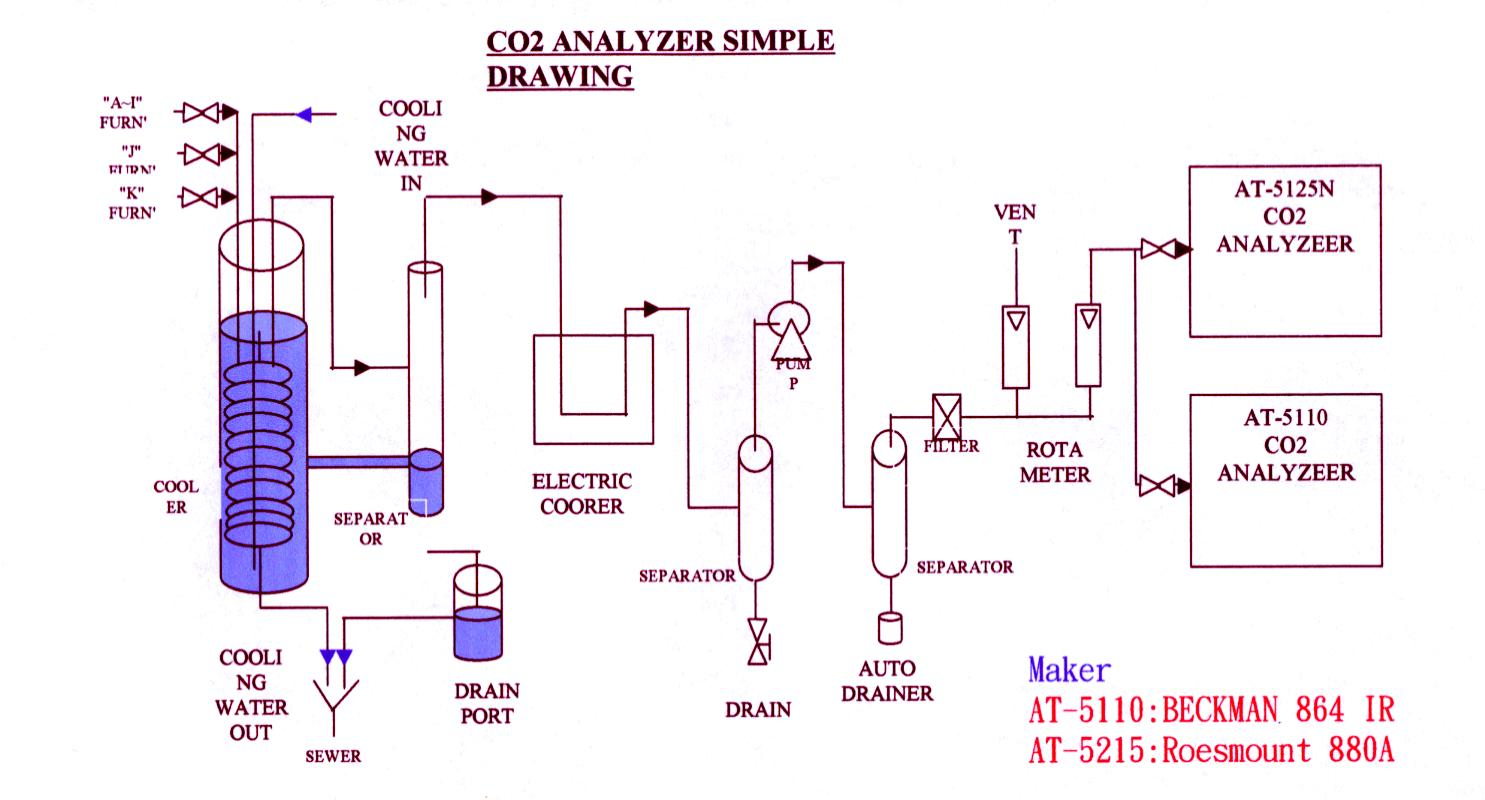 CO2 ANALYZER SIMPLE
DRAWING
"A~I"
FURN'
"J"
FURN'
"K"
FURN'
COOLI
NG
WATER
IN
VEN
T
AT-5125N
CO2
ANALYZEER
PUM
P
AT-5110
CO2
ANALYZEER
FILTER
ROTA
METER
ELECTRIC
COORER
COOL
ER
SEPARAT
OR
SEPARATOR
SEPARATOR
COOLI
NG
WATER
OUT
SEWER
DRAIN
PORT
DRAIN
AUTO
DRAINER
Maker
AT-5110:BECKMAN 864 IR
AT-5215:Roesmount 880A